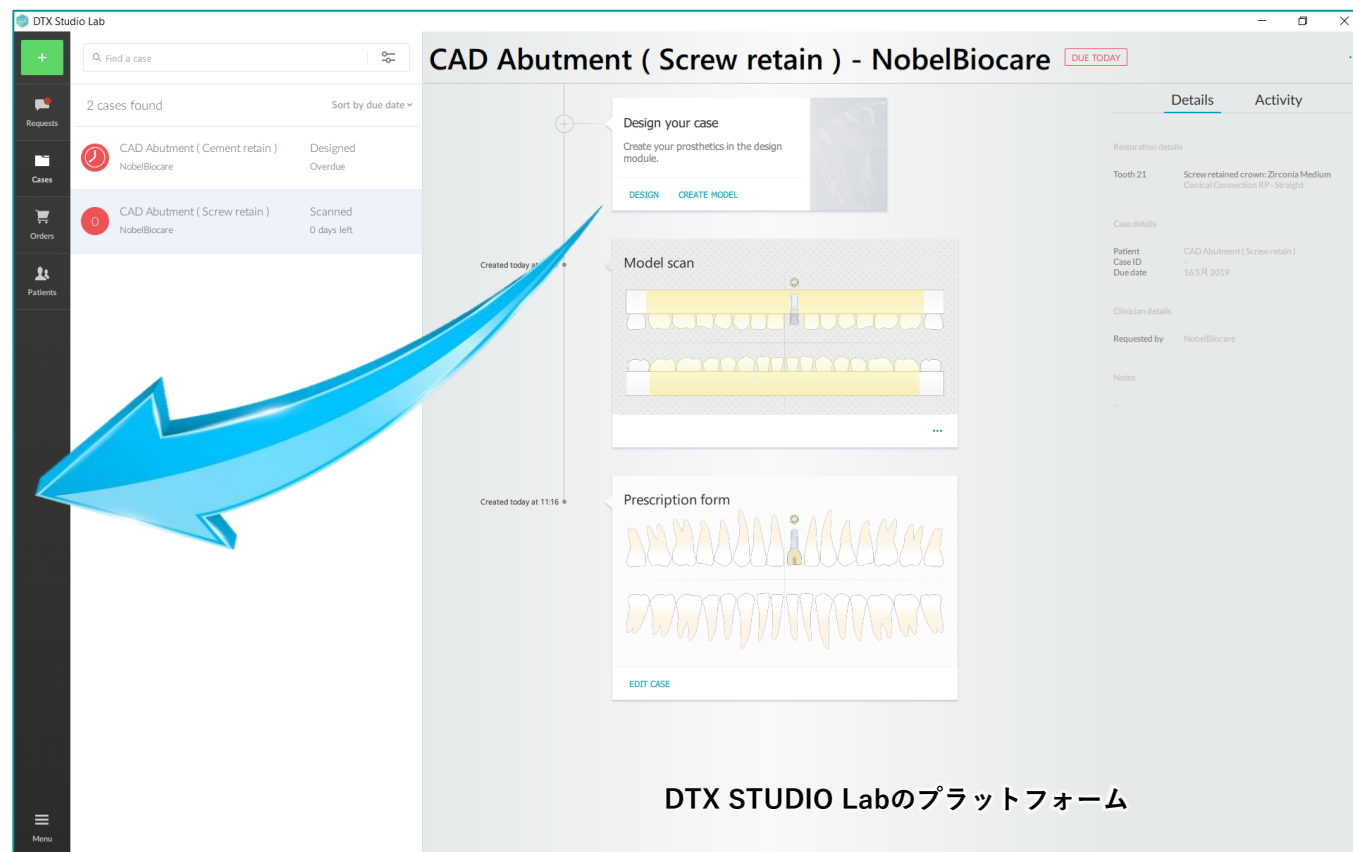 DTX Studio Lab
+
Find a case
CAD Abutment ( Screw retain ) - NobelBiocare
DUE TODAY
Requests
Cases
Orders
Patients
Menu
2 cases found
Sort by due date
CAD Abutment ( Cement retain )
Designed
NobelBiocare
Overdue
0
CAD Abutment ( Screw retain )
Scanned
NobelBiocare
0 days left
Design your case
Create your prosthetics in the design
module.
DESIGN
CREATE MODEL
Created today at
Model scan
...
Created today at 11:16
Prescription form
EDIT CASE
Details
Activity
Restoration details
Tooth 21
Screw retained crown: Zirconia Medium
Conical Connection RP - Straight
Case details
Patient
CAD Abutment ( Screw retain )
Case ID
-
Due date
16 5月 2019
Clinician details
Requested by
NobelBiocare
Notes
-
DTX STUDIO Labのプラットフォーム